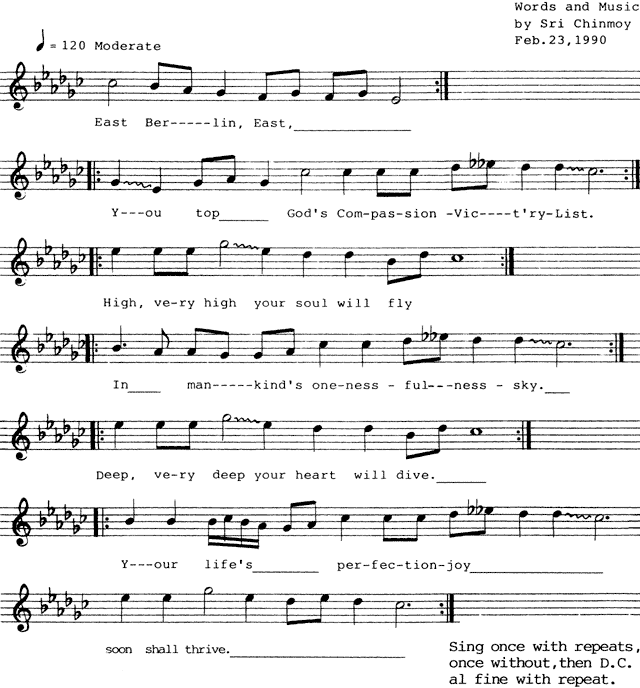 Words and Music
by Sri Chinmoy
Feb.23,1990
= 120 Moderate
East Ber-----lin, East,_______________
Y---ou top______ God's Com-pas-sion -Vic----t'ry-List.
High, ve-ry high your soul will fly
In____ man-----kind's one-ness - ful---ness - sky.___
Deep, ve-ry deep your heart will dive.______
Y---our life's________ per-fec-tion-joy________________
soon shall thrive._____________________
Sing once with repeats,
once without,then D.C.
al fine with repeat.